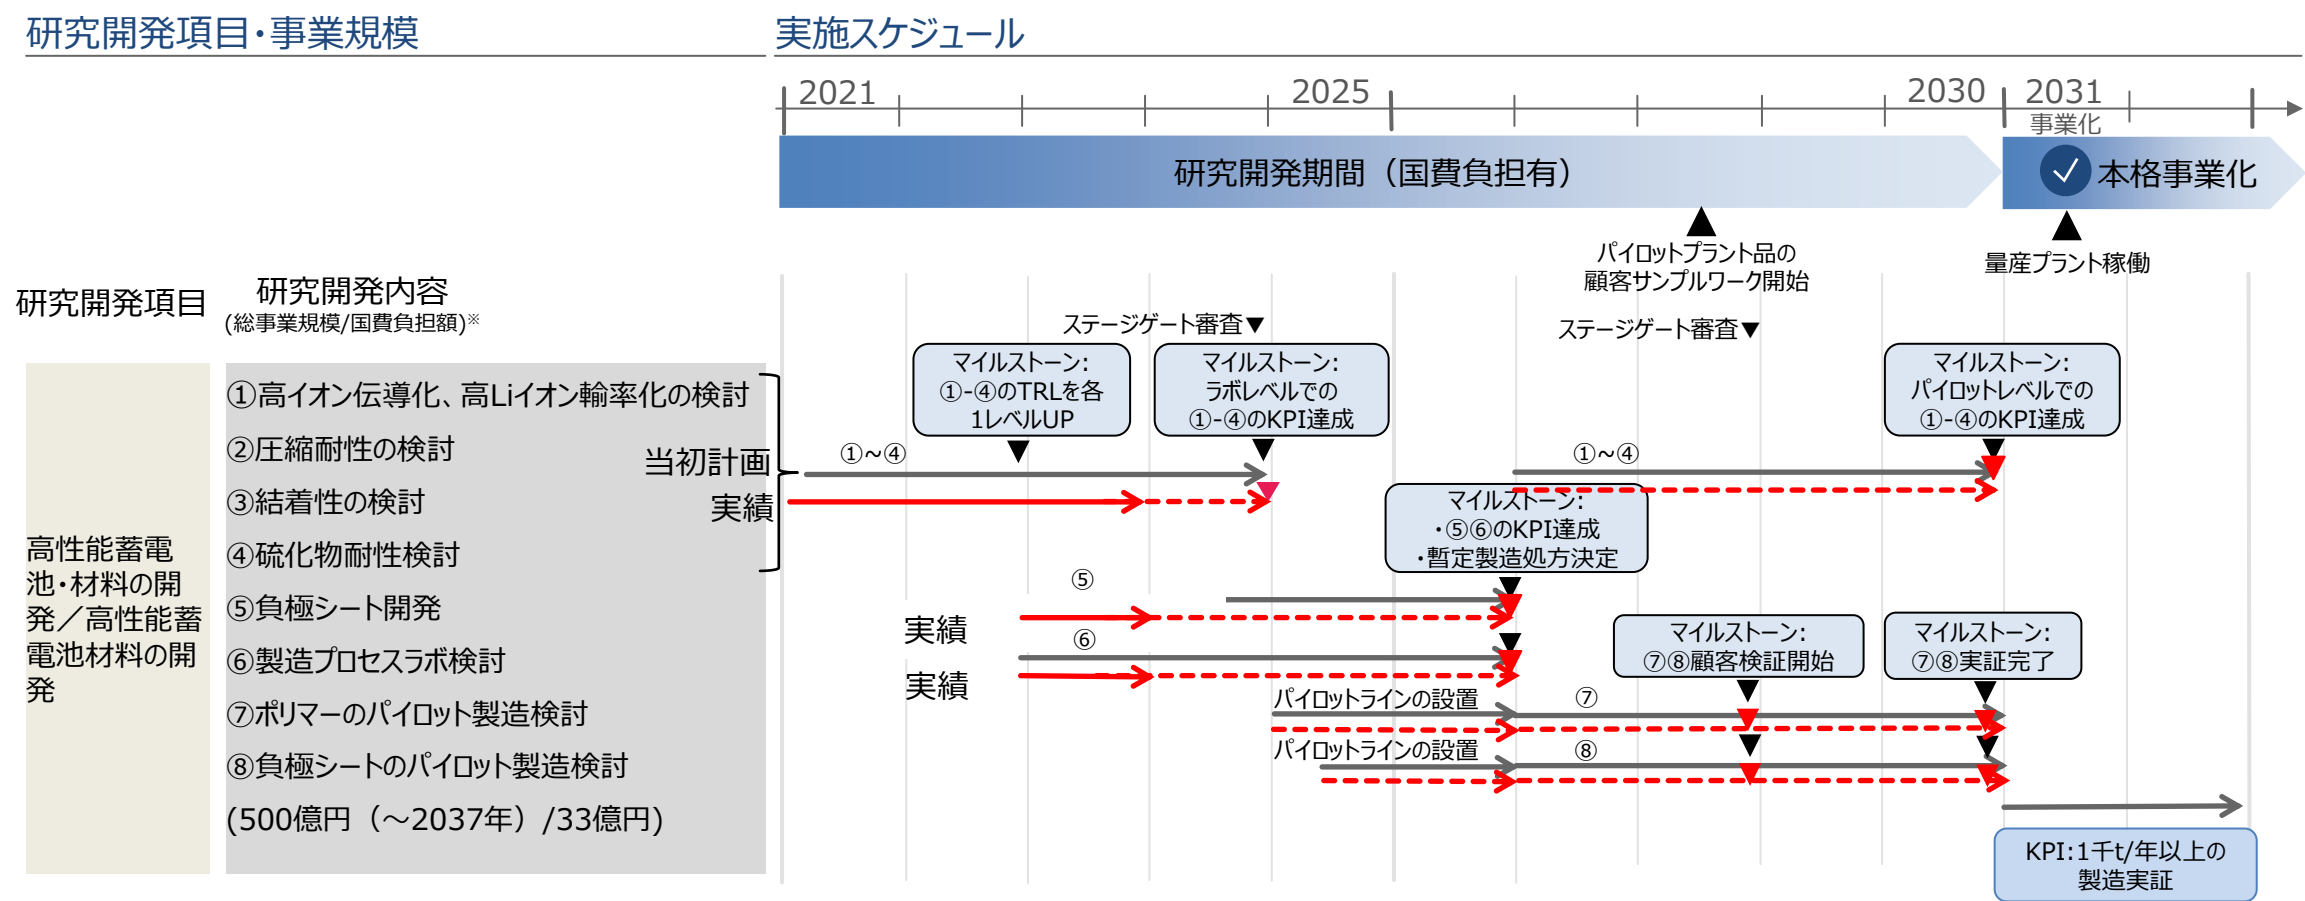 研究開発項目・事業規模
実施スケジュール
2021
2025
2030
2031
事業化
研究開発期間（国費負担有）
本格事業化
パイロットプラント品の
顧客サンプルワーク開始
量産プラント稼働
研究開発項目
研究開発内容
(総事業規模/国費負担額)※
ステージゲート審査▼
ステージゲート審査▼
マイルストーン:
①-④のTRLを各
1レベルUP
マイルストーン:
ラボレベルでの
①-④のKPI達成
マイルストーン:
パイロットレベルでの
①-④のKPI達成
高性能蓄電
池・材料の開
発／高性能蓄
電池材料の開
発
①高イオン伝導化、高Liイオン輸率化の検討
②圧縮耐性の検討
③結着性の検討
④硫化物耐性検討
⑤負極シート開発
⑥製造プロセスラボ検討
⑦ポリマーのパイロット製造検討
⑧負極シートのパイロット製造検討
(500億円（～2037年）/33億円)
当初計画
実績
①~④
①~④
マイルストーン:
・⑤⑥のKPI達成
・暫定製造処方決定
⑤
実績
⑥
実績
マイルストーン:
⑦⑧顧客検証開始
マイルストーン:
⑦⑧実証完了
パイロットラインの設置
⑦
パイロットラインの設置
⑧
KPI:1千t/年以上の
製造実証